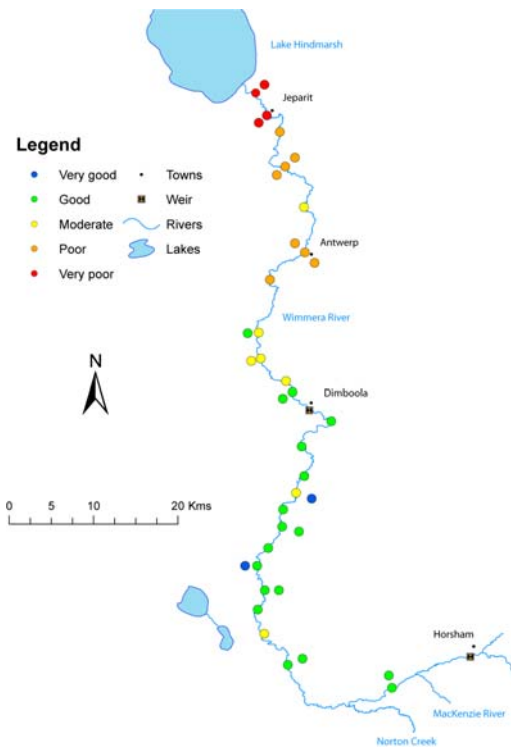 Lake Hindmarsh
Jeparit
Legend
Very good
Towns
Good
Weir
Moderate
Rivers
Poor
Lakes
Very poor
Antwerp
Wimmera River
N
Dimboola
0 5 10 20 Kms
Horsham
MacKenzie River
Norton Creek